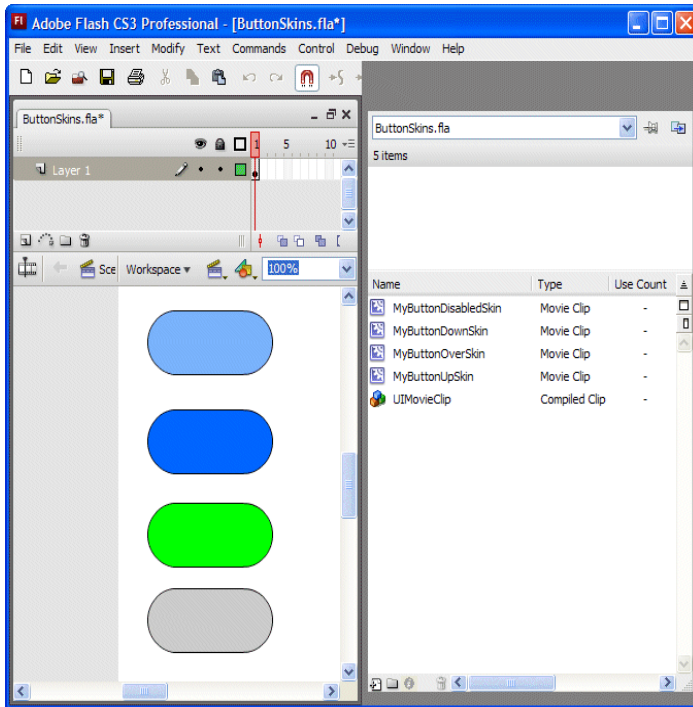 Adobe Flash CS3 Professional - [ButtonSkins.fla*]
File Edit View Insert Modify Text Commands Control Debug Window Help
ButtonSkins.fla*
1 5 10
Layer 1
Sce Workspace 100%
ButtonSkins.fla
5 items
Name Type Use Count
MyButtonDisabledSkin Movie Clip -
MyButtonDownSkin Movie Clip -
MyButtonOverSkin Movie Clip -
MyButtonUpSkin Movie Clip -
UIMovieClip Compiled Clip -